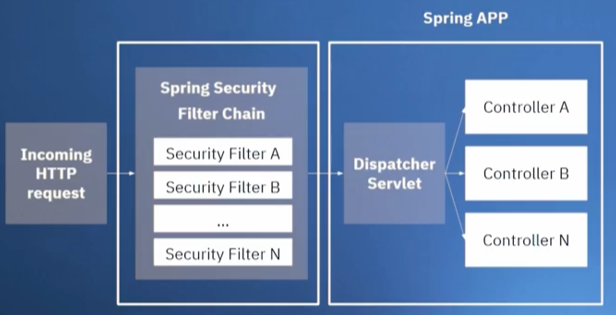 Spring APP
Incoming
HTTP
request
Spring Security
Filter Chain
Security Filter A
Security Filter B
...
Security Filter N
Dispatcher
Servlet
Controller A
Controller B
Controller N